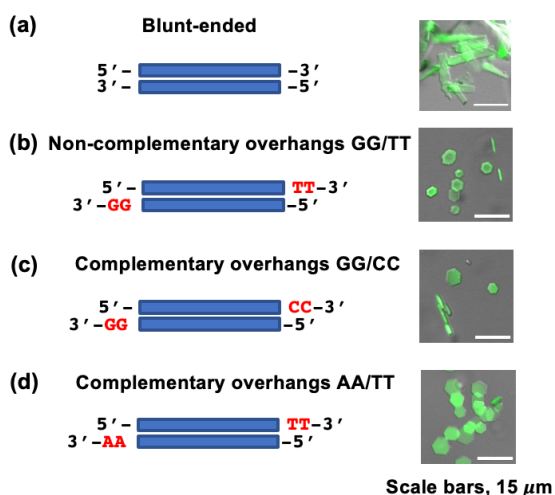 (a) Blunt-ended
5′- -3′
3′- -5′
(b) Non-complementary overhangs GG/TT
5′- TT-3′
3′-GG -5′
(c) Complementary overhangs GG/CC
5′- CC-3′
3′-GG -5′
(d) Complementary overhangs AA/TT
5′- TT-3′
3′-AA -5′
Scale bars, 15 μm